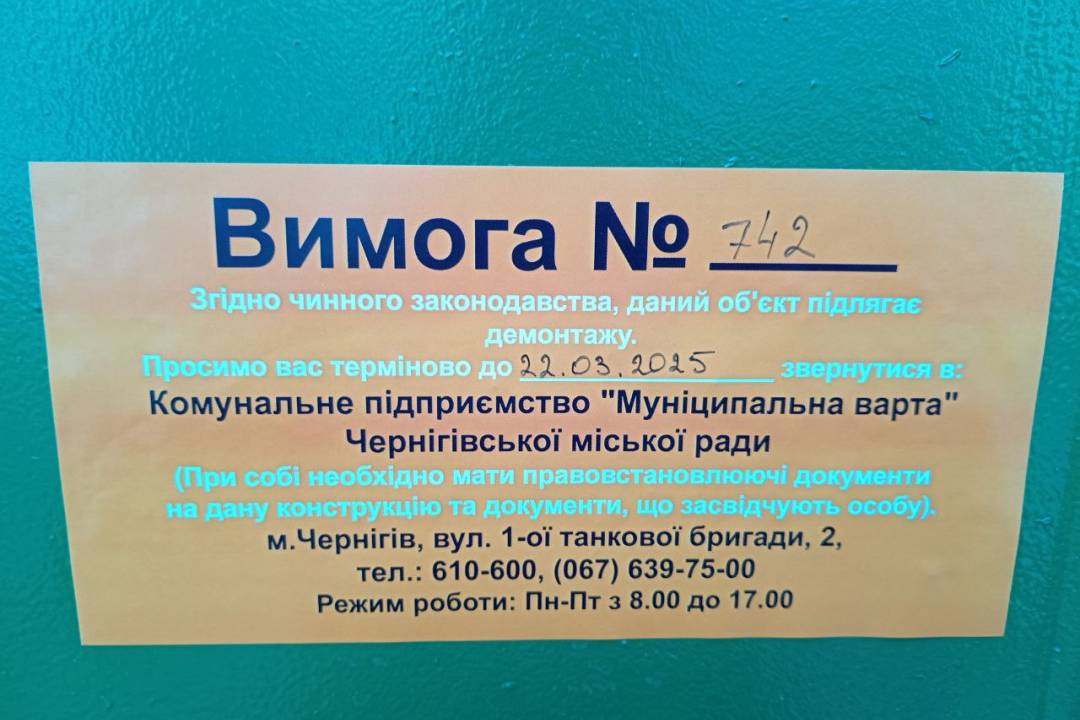 Вимога № 742
Згідно чинного законодавства, даний об'єкт підлягає
демонтажу.
Просимо вас терміново до 22.03.2025 звернутися в:
Комунальне підприємство "Муніципальна варта"
Чернігівської міської ради
(При собі необхідно мати правовстановлюючі документи
на дану конструкцію та документи, що засвідчують особу).
м.Чернігів, вул. 1-ої танкової бригади, 2,
тел.: 610-600, (067) 639-75-00
Режим роботи: Пн-Пт з 8.00 до 17.00